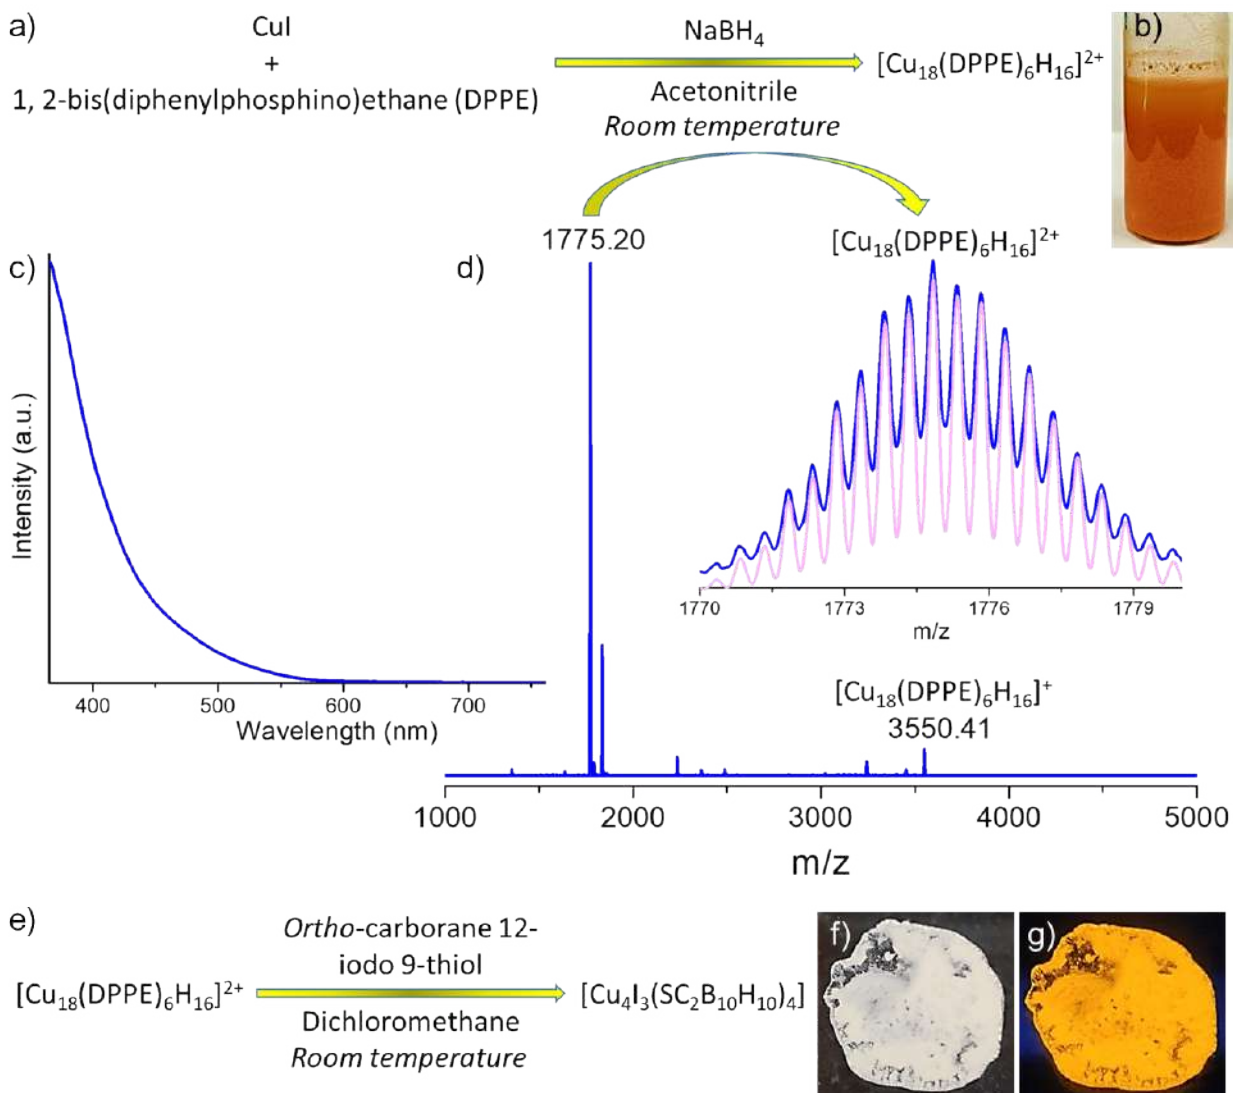 a)
CuI
+
1, 2-bis(diphenylphosphino)ethane (DPPE)
NaBH₄
Acetonitrile
Room temperature
[Cu₁₈(DPPE)₆H₁₆]²⁺
b)
c)
Intensity (a.u.)
400 500 600 700
Wavelength (nm)
d)
1775.20
[Cu₁₈(DPPE)₆H₁₆]²⁺
1770 1773 1776 1779
m/z
[Cu₁₈(DPPE)₆H₁₆]⁺
3550.41
1000 2000 3000 4000 5000
m/z
e)
[Cu₁₈(DPPE)₆H₁₆]²⁺
Ortho-carborane 12-
iodo 9-thiol
Dichloromethane
Room temperature
[Cu₄I₃(SC₂B₁₀H₁₀)₄]
f)
g)